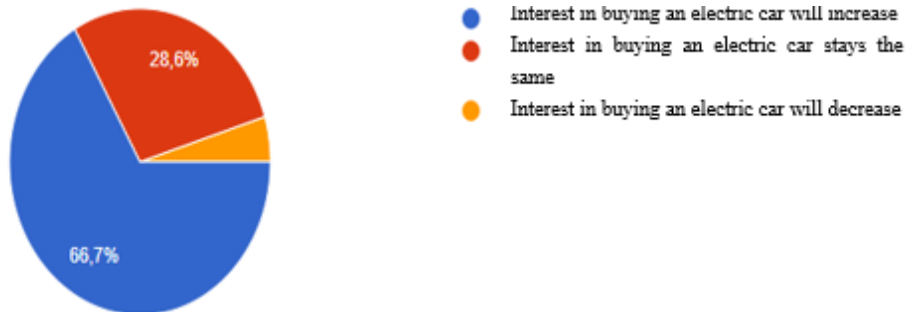 28,6%
66,7%
Interest in buying an electric car will increase
Interest in buying an electric car stays the
same
Interest in buying an electric car will decrease